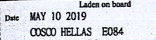 Laden on board
Date MAY 10 2019
COSCO HELLAS E084